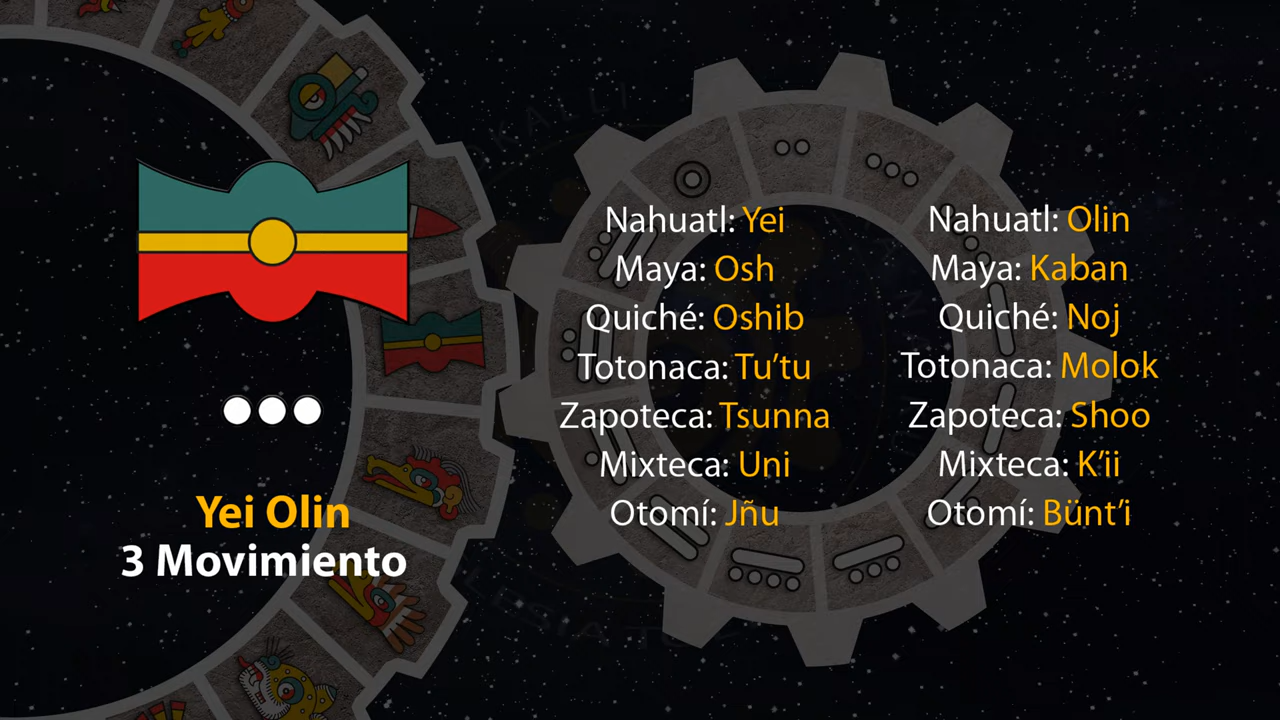 Yei Olin
3 Movimiento
Nahuatl: Yei
Maya: Osh
Quiché: Oshib
Totonaca: Tu’tu
Zapoteca: Tsunna
Mixteca: Uni
Otomí: Jñu
Nahuatl: Olin
Maya: Kaban
Quiché: Noj
Totonaca: Molok
Zapoteca: Shoo
Mixteca: K’ii
Otomí: Bünt’i